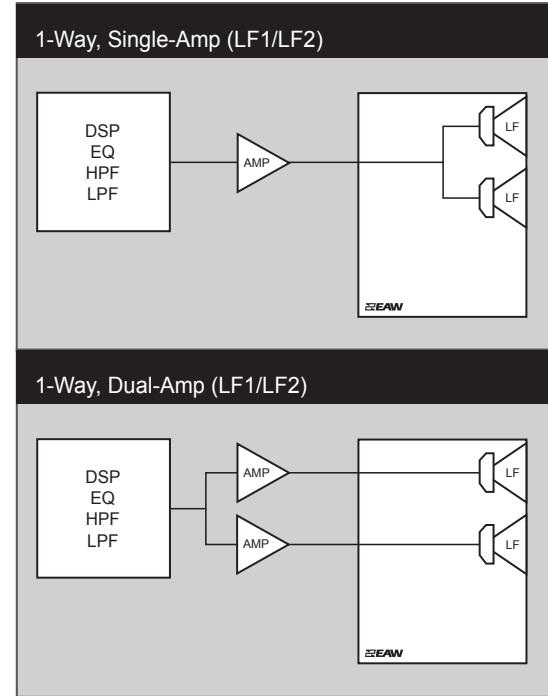 1-Way, Single-Amp (LF1/LF2)
DSP
EQ
HPF
LPF
AMP
LF
LF
EAW
1-Way, Dual-Amp (LF1/LF2)
DSP
EQ
HPF
LPF
AMP
AMP
LF
LF
EAW